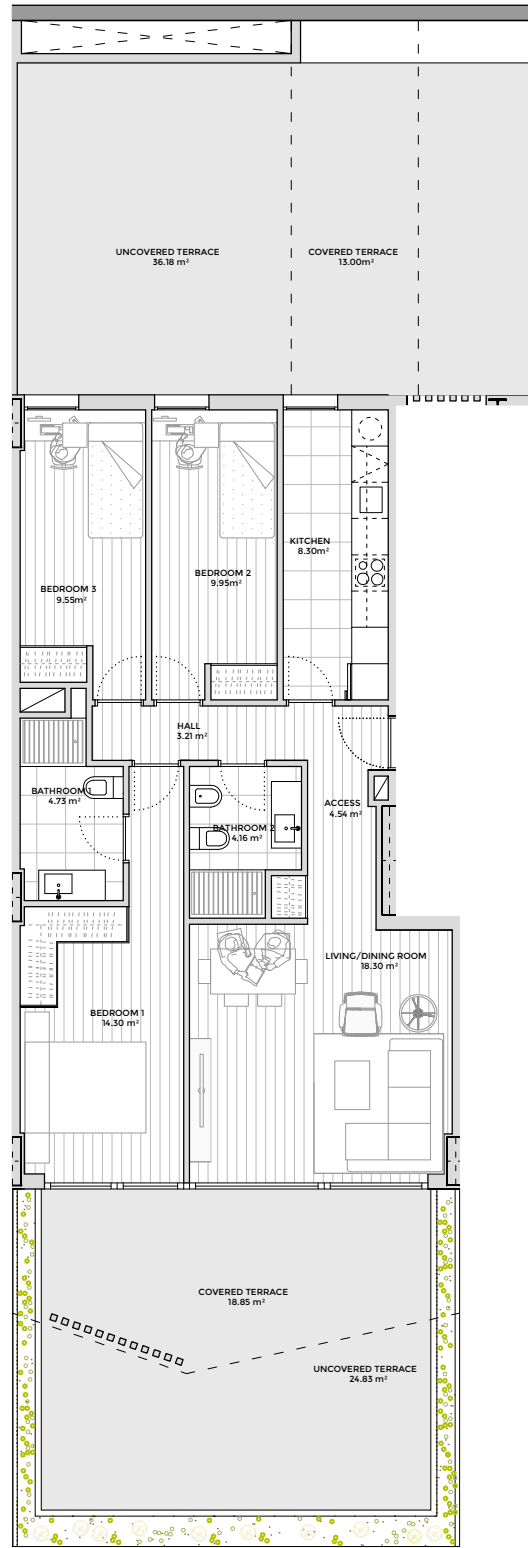 UNCOVERED TERRACE
36.18 m²
COVERED TERRACE
13.00m²
KITCHEN
8.30m²
BEDROOM 2
9.95m²
BEDROOM 3
9.55m²
HALL
3.21 m²
BATHROOM 1
4.73 m²
ACCESS
4.54 m²
BATHROOM 2
4.16 m²
LIVING/DINING ROOM
18.30 m²
BEDROOM 1
14.30 m²
COVERED TERRACE
18.85 m²
UNCOVERED TERRACE
24.83 m²